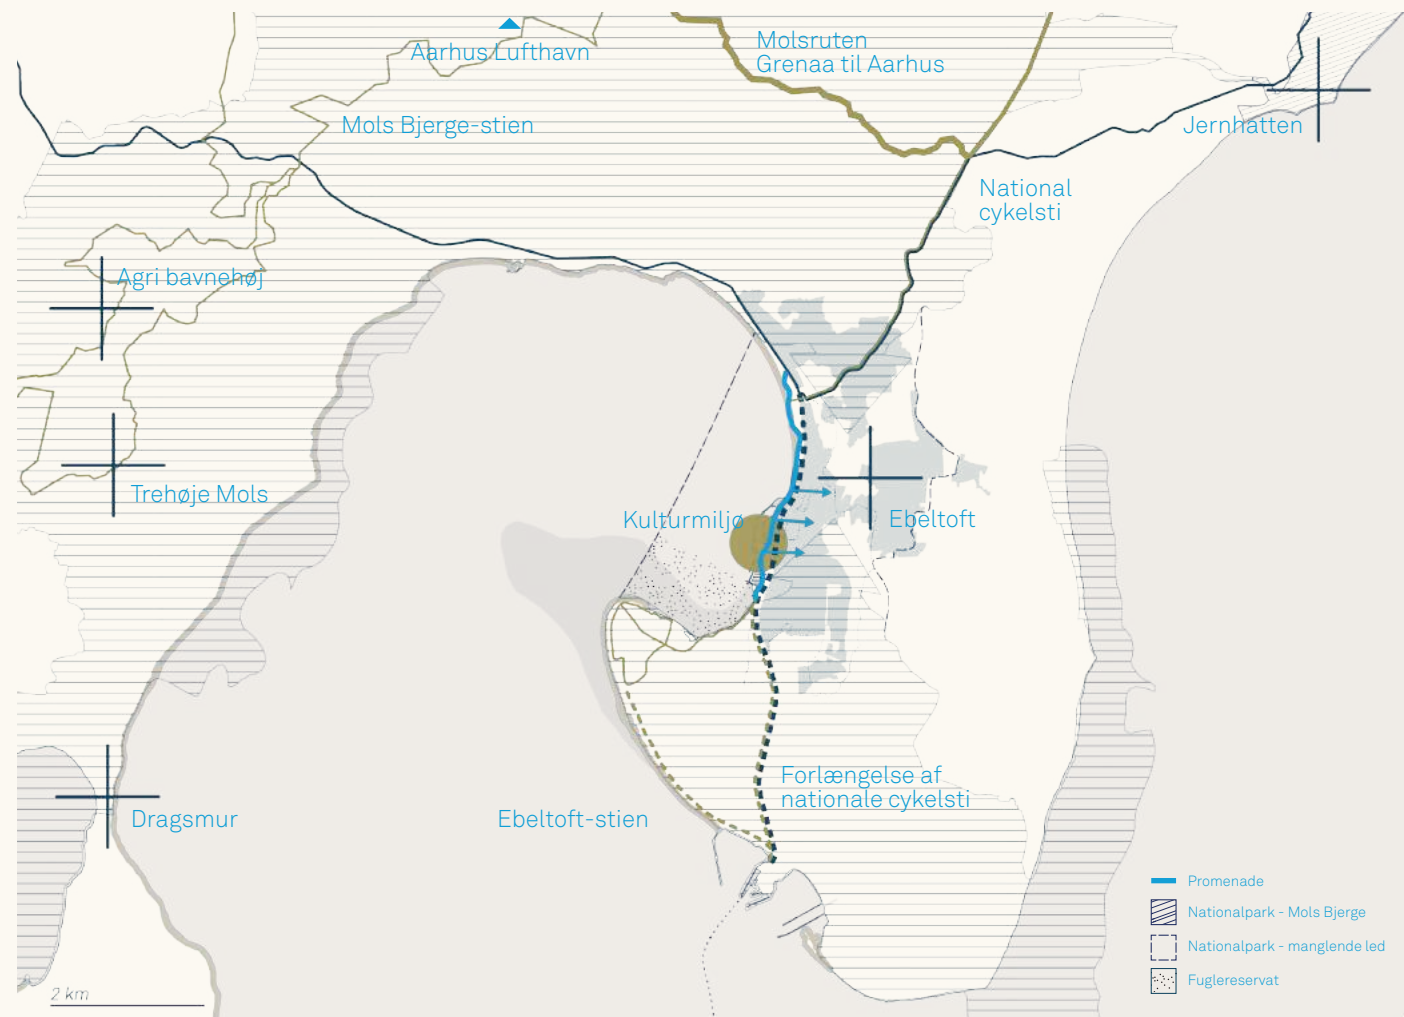 Aarhus Lufthavn
Molsruten
Grenaa til Aarhus
Mols Bjerge-stien
Jernhatten
National
cykelsti
Agri bavnehøj
Trehøje Mols
Kulturmiljø
Ebeltoft
Forlængelse af
nationale cykelsti
Dragsmur
Ebeltoft-stien
Promenade
Nationalpark - Mols Bjerge
Nationalpark - manglende led
Fuglereservat
2 km